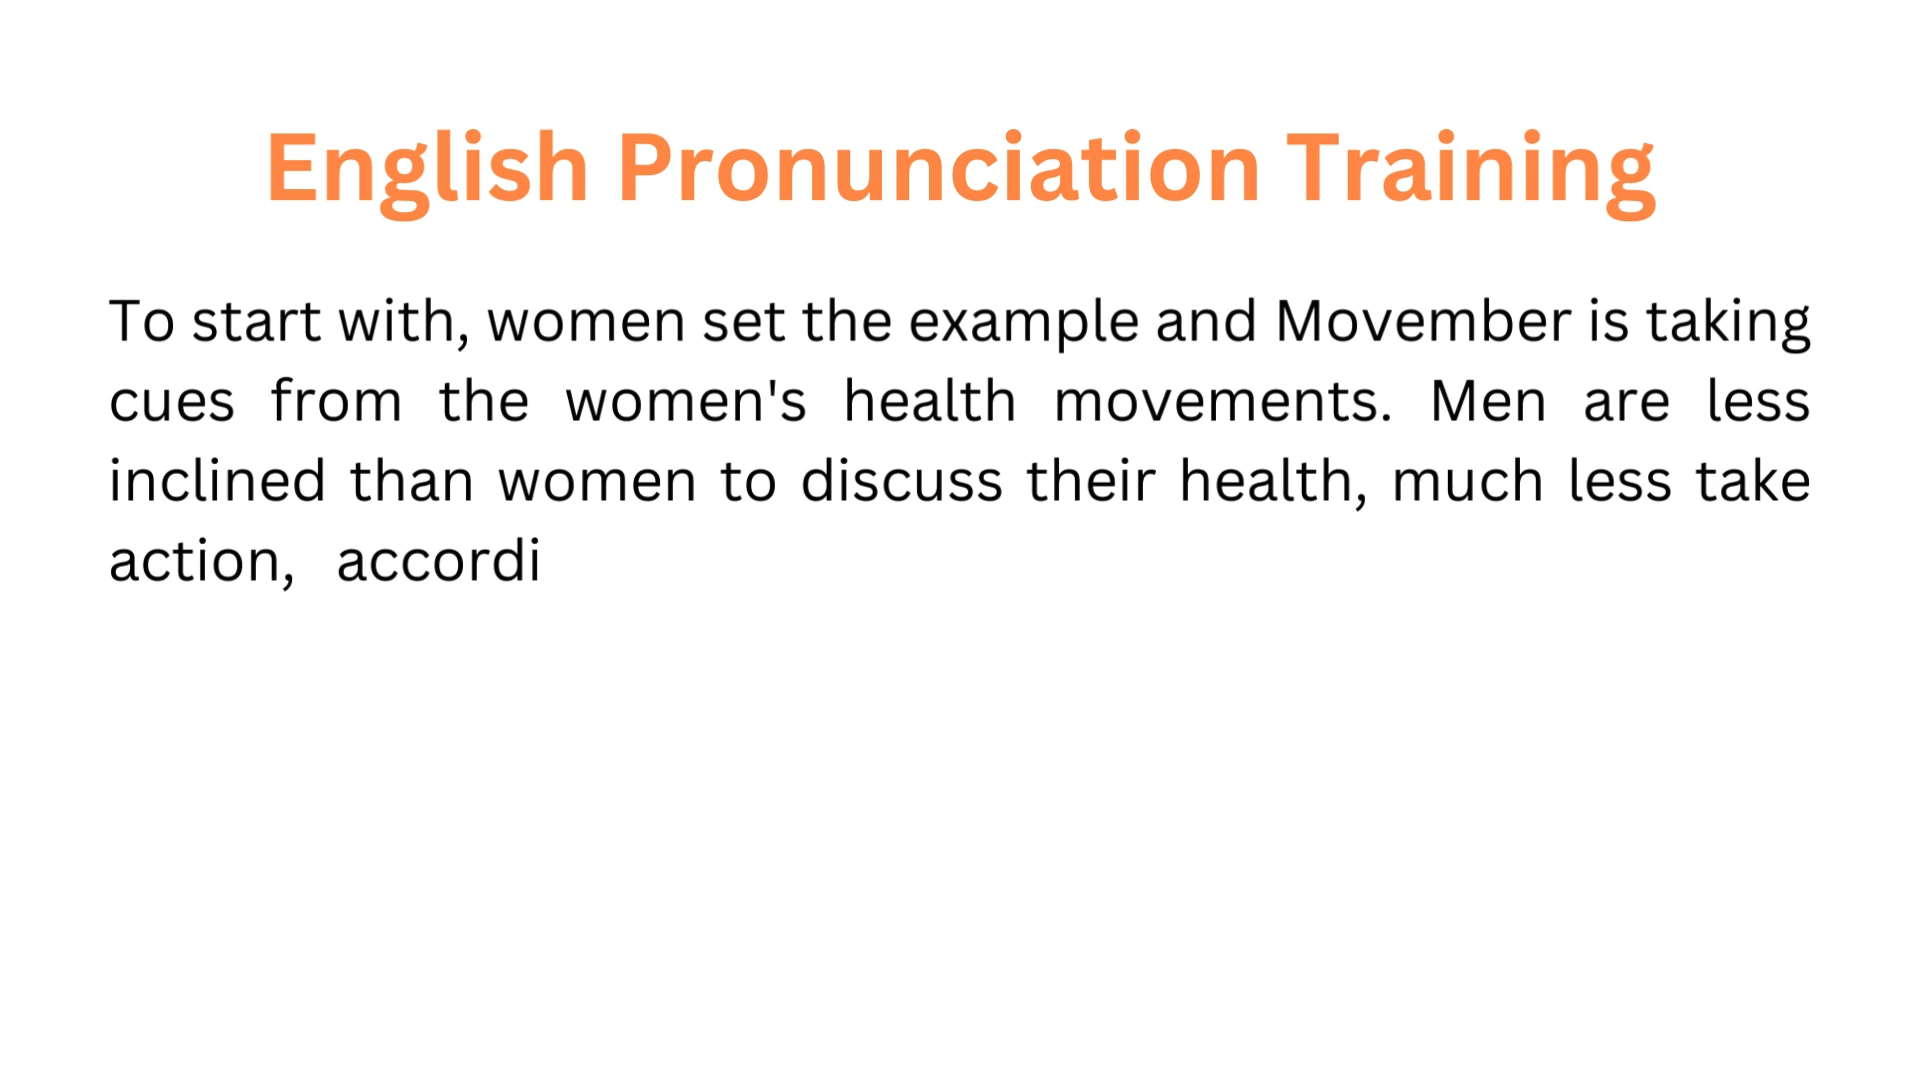 English Pronunciation Training
To start with, women set the example and Movember is taking
cues from the women's health movements. Men are less
inclined than women to discuss their health, much less take
action, accordi